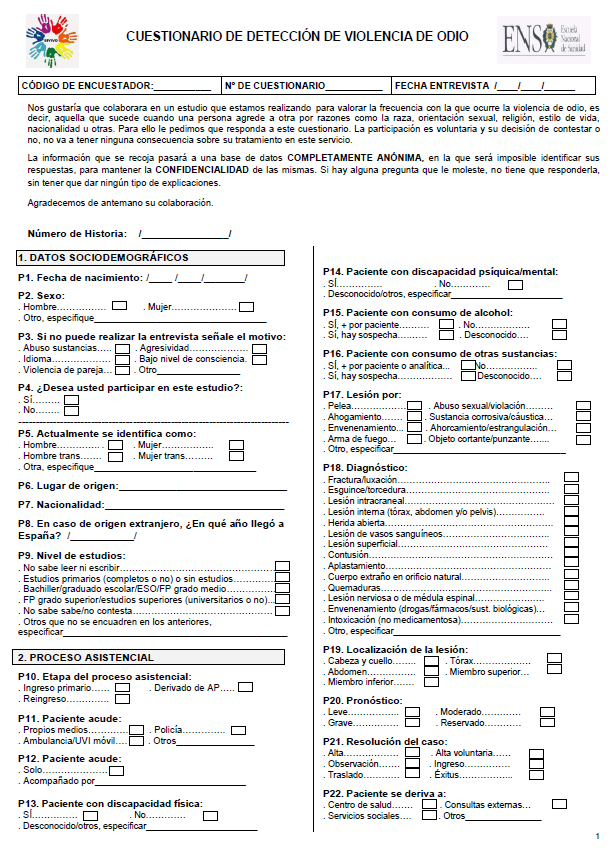 CUESTIONARIO DE DETECCIÓN DE VIOLENCIA DE ODIO
ENS Escuela Nacional de Sanidad
CÓDIGO DE ENCUESTADOR:__________ Nº DE CUESTIONARIO__________ FECHA ENTREVISTA /____/____/______
Nos gustaría que colaborara en un estudio que estamos realizando para valorar la frecuencia con la que ocurre la violencia de odio, es
decir, aquella que sucede cuando una persona agrede a otra por razones como la raza, orientación sexual, religión, estilo de vida,
nacionalidad u otras. Para ello le pedimos que responda a este cuestionario. La participación es voluntaria y su decisión de contestar o
no, no va a tener ninguna consecuencia sobre su tratamiento en este servicio.
La información que se recoja pasará a una base de datos COMPLETAMENTE ANÓNIMA, en la que será imposible identificar sus
respuestas, para mantener la CONFIDENCIALIDAD de las mismas. Si hay alguna pregunta que le moleste, no tiene que responderla,
sin tener que dar ningún tipo de explicaciones.
Agradecemos de antemano su colaboración.
Número de Historia: /________________/
1. DATOS SOCIODEMOGRÁFICOS
P1. Fecha de nacimiento: /____ /____/_______/
P2. Sexo:
. Hombre................ . Mujer.....................
. Otro, especifique________________________________
P3. Si no puede realizar la entrevista señale el motivo:
. Abuso sustancias..... . Agresividad...................
. Idioma................. . Bajo nivel de consciencia.
. Violencia de pareja... . Otro_______________
P4. ¿Desea usted participar en este estudio?:
. Sí.........
. No........
P5. Actualmente se identifica como:
. Hombre............... . Mujer................
. Hombre trans....... . Mujer trans.........
. Otra, especifique______________________________
P6. Lugar de origen:______________________________
P7. Nacionalidad:________________________________
P8. En caso de origen extranjero, ¿En qué año llegó a
España? /____________/
P9. Nivel de estudios:
. No sabe leer ni escribir.........................................
. Estudios primarios (completos o no) o sin estudios..............
. Bachiller/graduado escolar/ESO/FP grado medio............
. FP grado superior/estudios superiores (universitarios o no)...
. No sabe sabe/no contesta.....................................
. Otros que no se encuadren en los anteriores,
especificar________________________________________
2. PROCESO ASISTENCIAL
P10. Etapa del proceso asistencial:
. Ingreso primario...... . Derivado de AP.....
. Reingreso..............
P11. Paciente acude:
. Propios medios............. . Policía..............
. Ambulancia/UVI móvil.... . Otros______________
P12. Paciente acude:
. Solo........................
. Acompañado por___________________________
P13. Paciente con discapacidad física:
. SÍ.............. . No.............
. Desconocido/otros, especificar____________________
P14. Paciente con discapacidad psíquica/mental:
. SÍ............... . No.............
. Desconocido/otros, especificar____________________
P15. Paciente con consumo de alcohol:
. SÍ, + por paciente.......... . No...................
. Sí, hay sospecha............ . Desconocido....
P16. Paciente con consumo de otras sustancias:
. SÍ, + por paciente o analítica... No.................
. Sí, hay sospecha.................. Desconocido....
P17. Lesión por:
. Pelea................... . Abuso sexual/violación.........
. Ahogamiento........ . Sustancia corrosiva/cáustica...
. Envenenamiento... . Ahorcamiento/estrangulación...
. Arma de fuego... . Objeto cortante/punzante.......
. Otro, especificar_______________________________
P18. Diagnóstico:
. Fractura/luxación.................................................
. Esguince/torcedura..............................................
. Lesión intracraneal...............................................
. Lesión interna (tórax, abdomen y/o pelvis)..............
. Herida abierta......................................................
. Lesión de vasos sanguíneos..................................
. Lesión superficial..................................................
. Contusión............................................................
. Aplastamiento......................................................
. Cuerpo extraño en orificio natural..........................
. Quemaduras........................................................
. Lesión nerviosa o de médula espinal......................
. Envenenamiento (drogas/fármacos/sust. biológicas)...
. Intoxicación (no medicamentosa)..........................
. Otro, especificar______________________________
P19. Localización de la lesión:
. Cabeza y cuello........ . Tórax...................
. Abdomen............... . Miembro superior...
. Miembro inferior.......
P20. Pronóstico:
. Leve.................... . Moderado............
. Grave.................. . Reservado...........
P21. Resolución del caso:
. Alta.................... . Alta voluntaria......
. Observación....... . Ingreso..............
. Traslado............. . Éxitus...................
P22. Paciente se deriva a:
. Centro de salud....... . Consultas externas...
. Servicios sociales.... . Otros______________
1